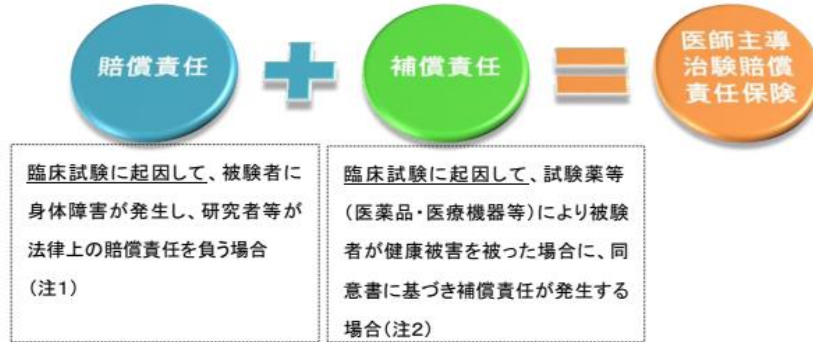 賠償責任
補償責任
医師主導
治験賠償
責任保険
臨床試験に起因して、被験者に
身体障害が発生し、研究者等が
法律上の賠償責任を負う場合
(注1)
臨床試験に起因して、試験薬等
(医薬品・医療機器等)により被験
者が健康被害を被った場合に、同
意書に基づき補償責任が発生する
場合(注2)